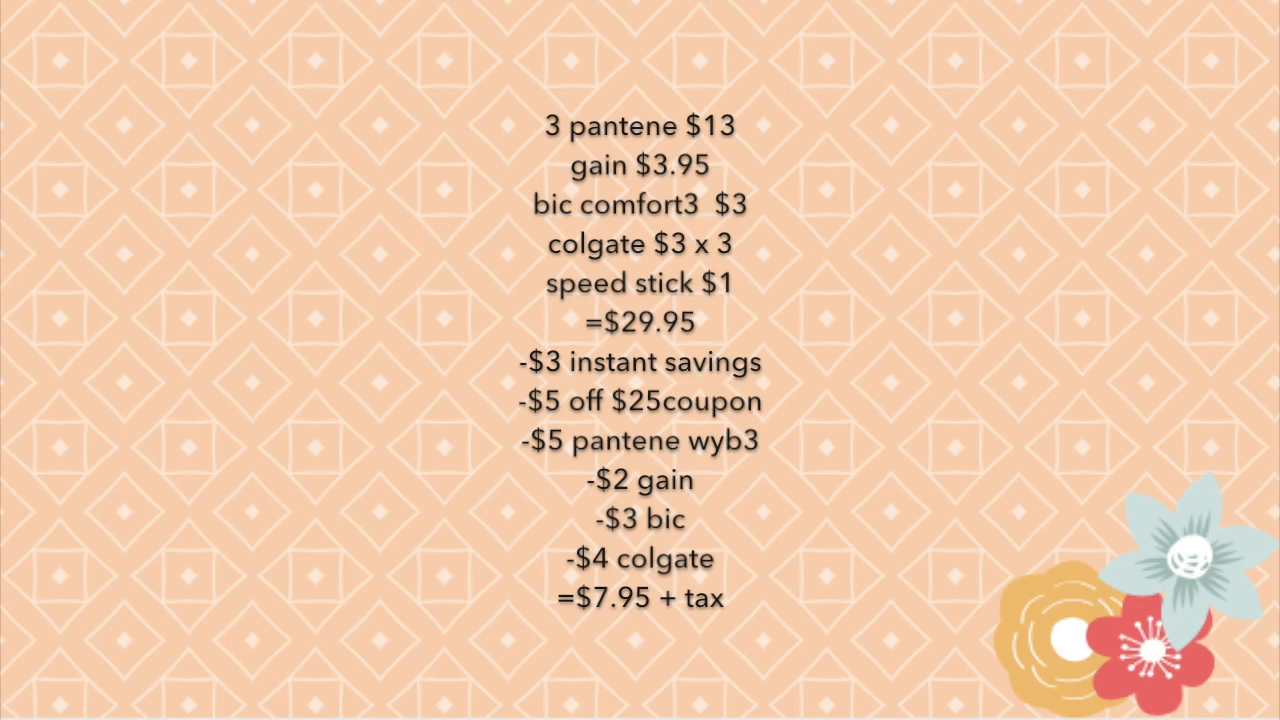 3 pantene $13
gain $3.95
bic comfort3  $3
colgate $3 x 3
speed stick $1
=$29.95
-$3 instant savings
-$5 off $25coupon
-$5 pantene wyb3
-$2 gain
-$3 bic
-$4 colgate
=$7.95 + tax